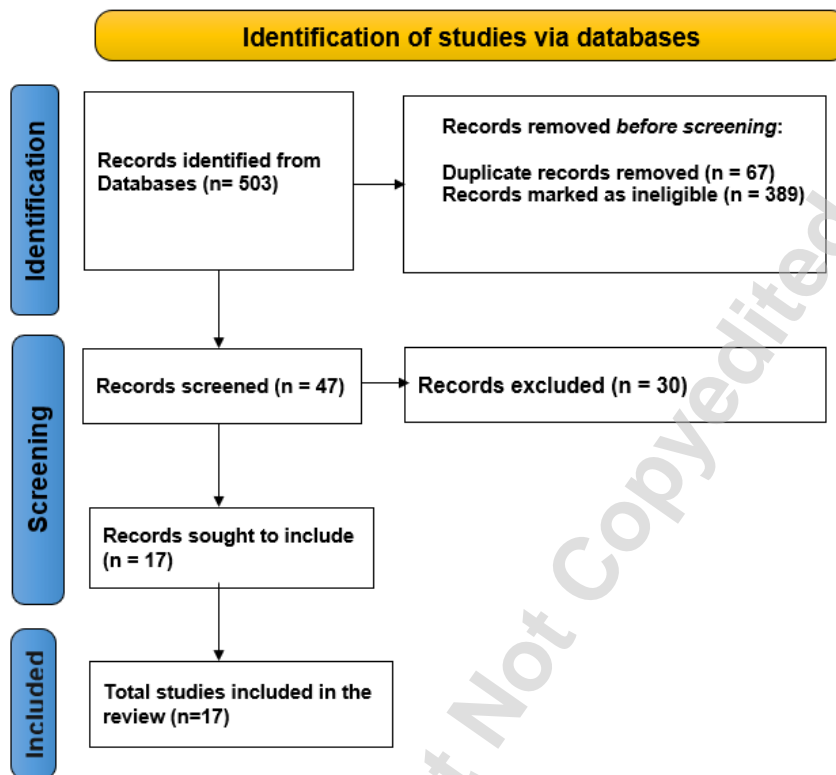 Identification of studies via databases
Identification
Records identified from
Databases (n= 503)
Records removed before screening:
Duplicate records removed (n = 67)
Records marked as ineligible (n = 389)
Screening
Records screened (n = 47)
Records excluded (n = 30)
Records sought to include
(n = 17)
Included
Total studies included in the
review (n=17)
Not Copyedited